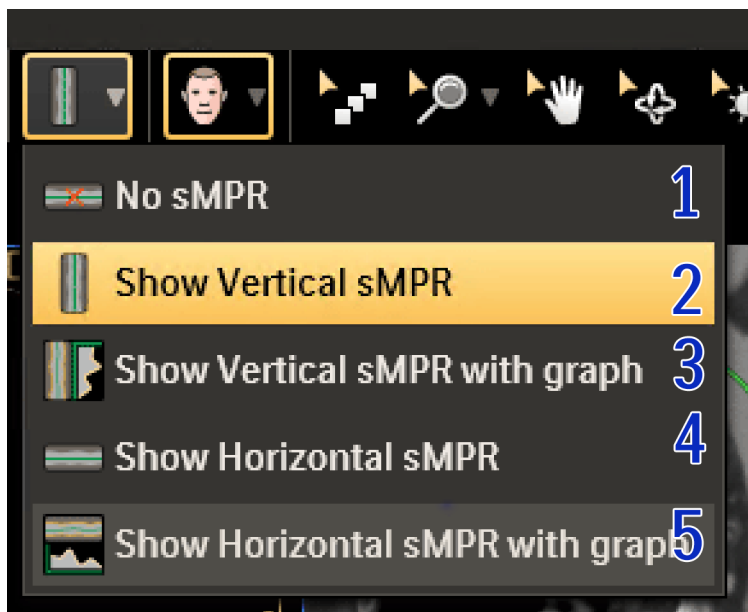 No sMPR 1
Show Vertical sMPR 2
Show Vertical sMPR with graph 3
Show Horizontal sMPR 4
Show Horizontal sMPR with graph 5